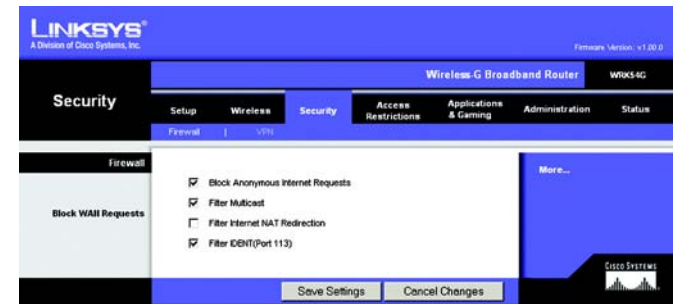 LINKSYS®
A Division of Cisco Systems, Inc.
Firmware Version: v1.00.0
Wireless-G Broadband Router WRK54G
Security
Setup Wireless Security Access Restrictions Applications & Gaming Administration Status
Firewall | VPN
Firewall
More...
Block Anonymous Internet Requests
Block WAN Requests
Filter Multicast
Filter Internet NAT Redirection
Filter IDENT(Port 113)
CISCO SYSTEMS
Save Settings Cancel Changes